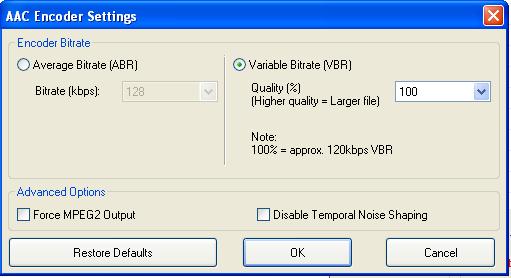 AAC Encoder Settings
Encoder Bitrate
Average Bitrate (ABR)
Bitrate (kbps):
128
Variable Bitrate (VBR)
Quality (%)
(Higher quality = Larger file)
100
Note:
100% = approx. 120kbps VBR
Advanced Options
Force MPEG2 Output
Disable Temporal Noise Shaping
Restore Defaults
OK
Cancel